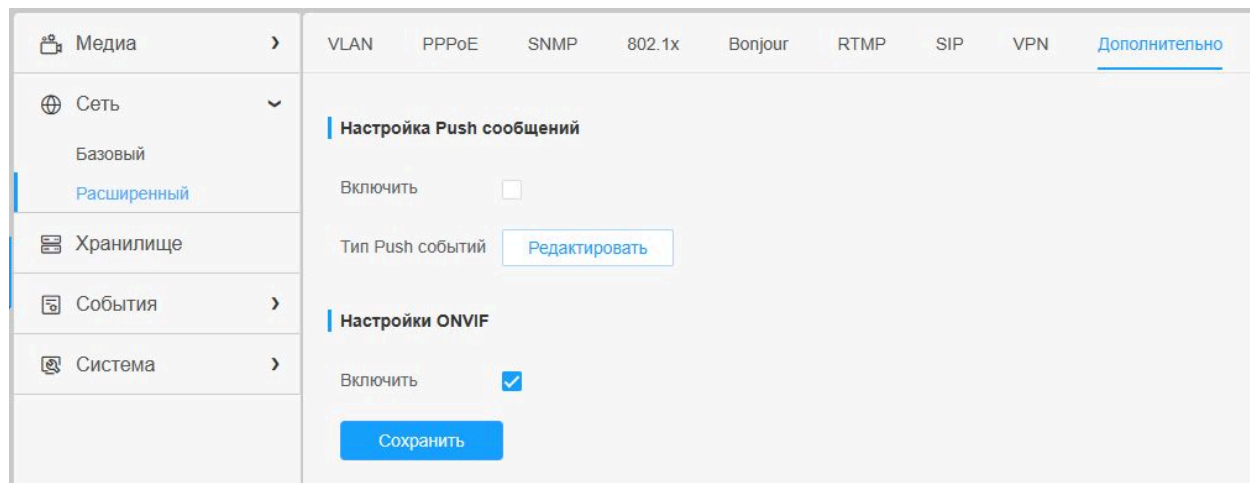 Медиа
Сеть
Базовый
Расширенный
Хранилище
События
Система
VLAN PPPoE SNMP 802.1x Bonjour RTMP SIP VPN Дополнительно
Настройка Push сообщений
Включить
Тип Push событий Редактировать
Настройки ONVIF
Включить
Сохранить